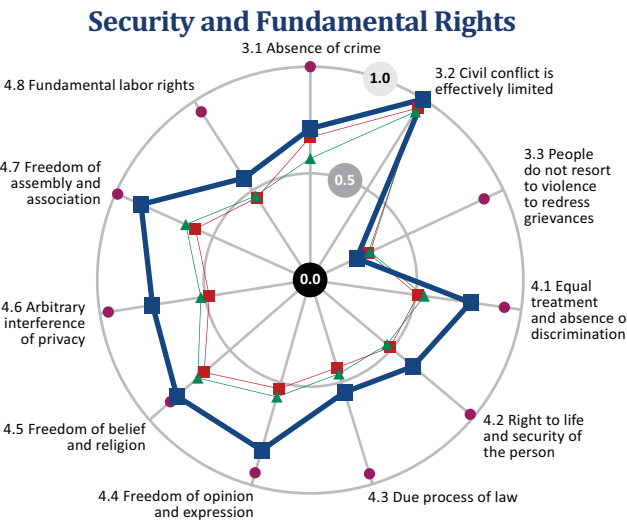 Security and Fundamental Rights
3.1 Absence of crime
1.0
3.2 Civil conflict is
effectively limited
4.8 Fundamental labor rights
3.3 People
do not resort
to violence
to redress
grievances
0.5
4.7 Freedom of
assembly and
association
0.0
4.1 Equal
treatment
and absence o
discrimination
4.6 Arbitrary
interference
of privacy
4.2 Right to life
and security of
the person
4.5 Freedom of belief
and religion
4.4 Freedom of opinion
and expression
4.3 Due process of law